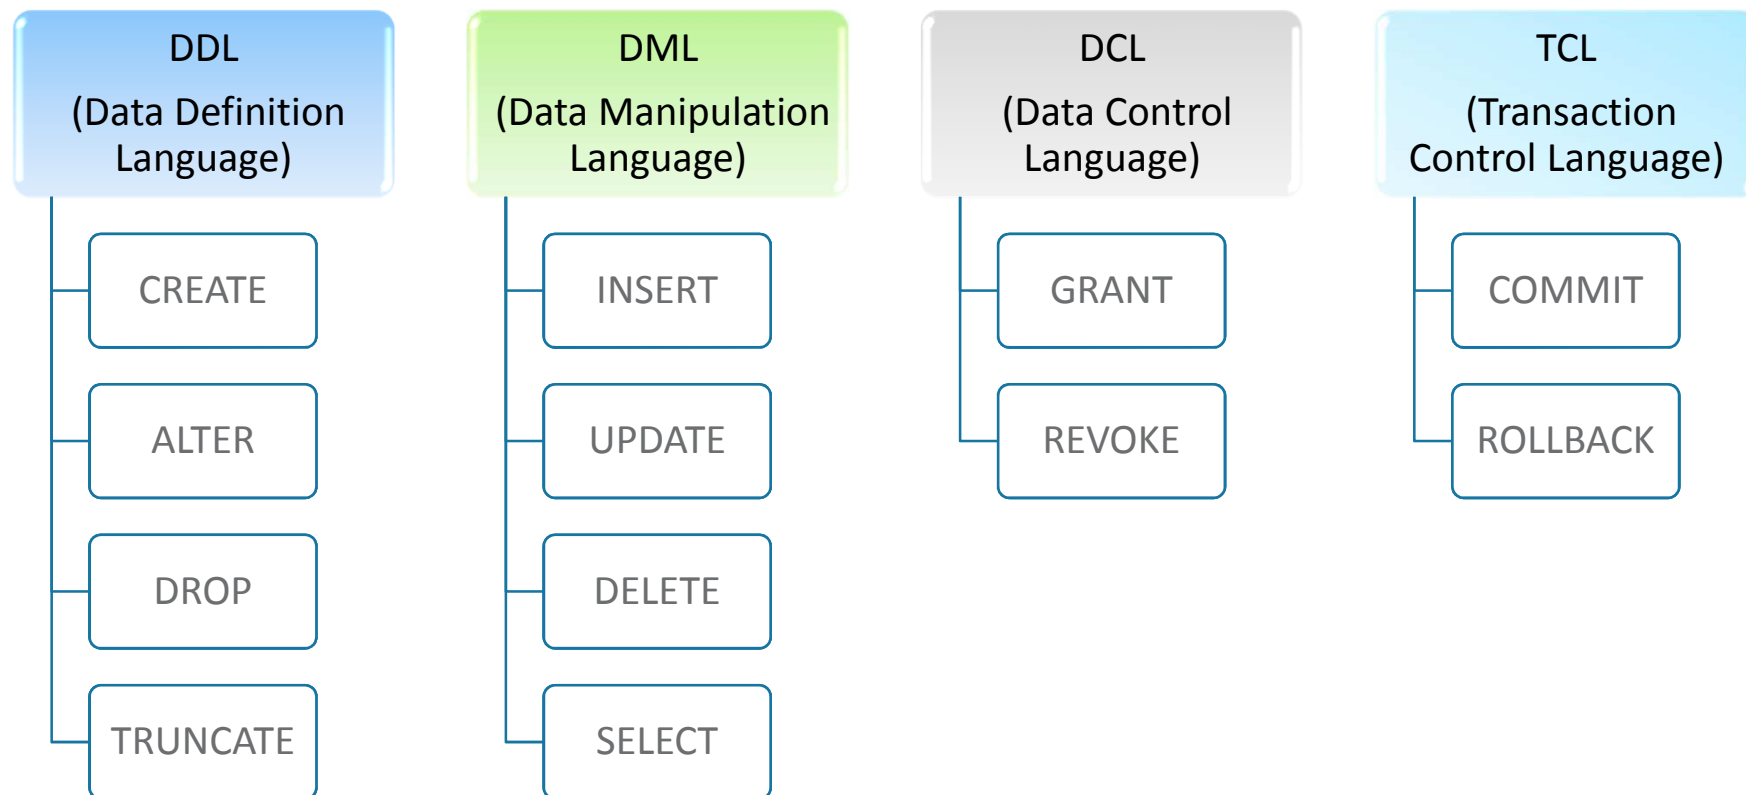 DDL
(Data Definition
Language)
CREATE
ALTER
DROP
TRUNCATE
DML
(Data Manipulation
Language)
INSERT
UPDATE
DELETE
SELECT
DCL
(Data Control
Language)
GRANT
REVOKE
TCL
(Transaction
Control Language)
COMMIT
ROLLBACK